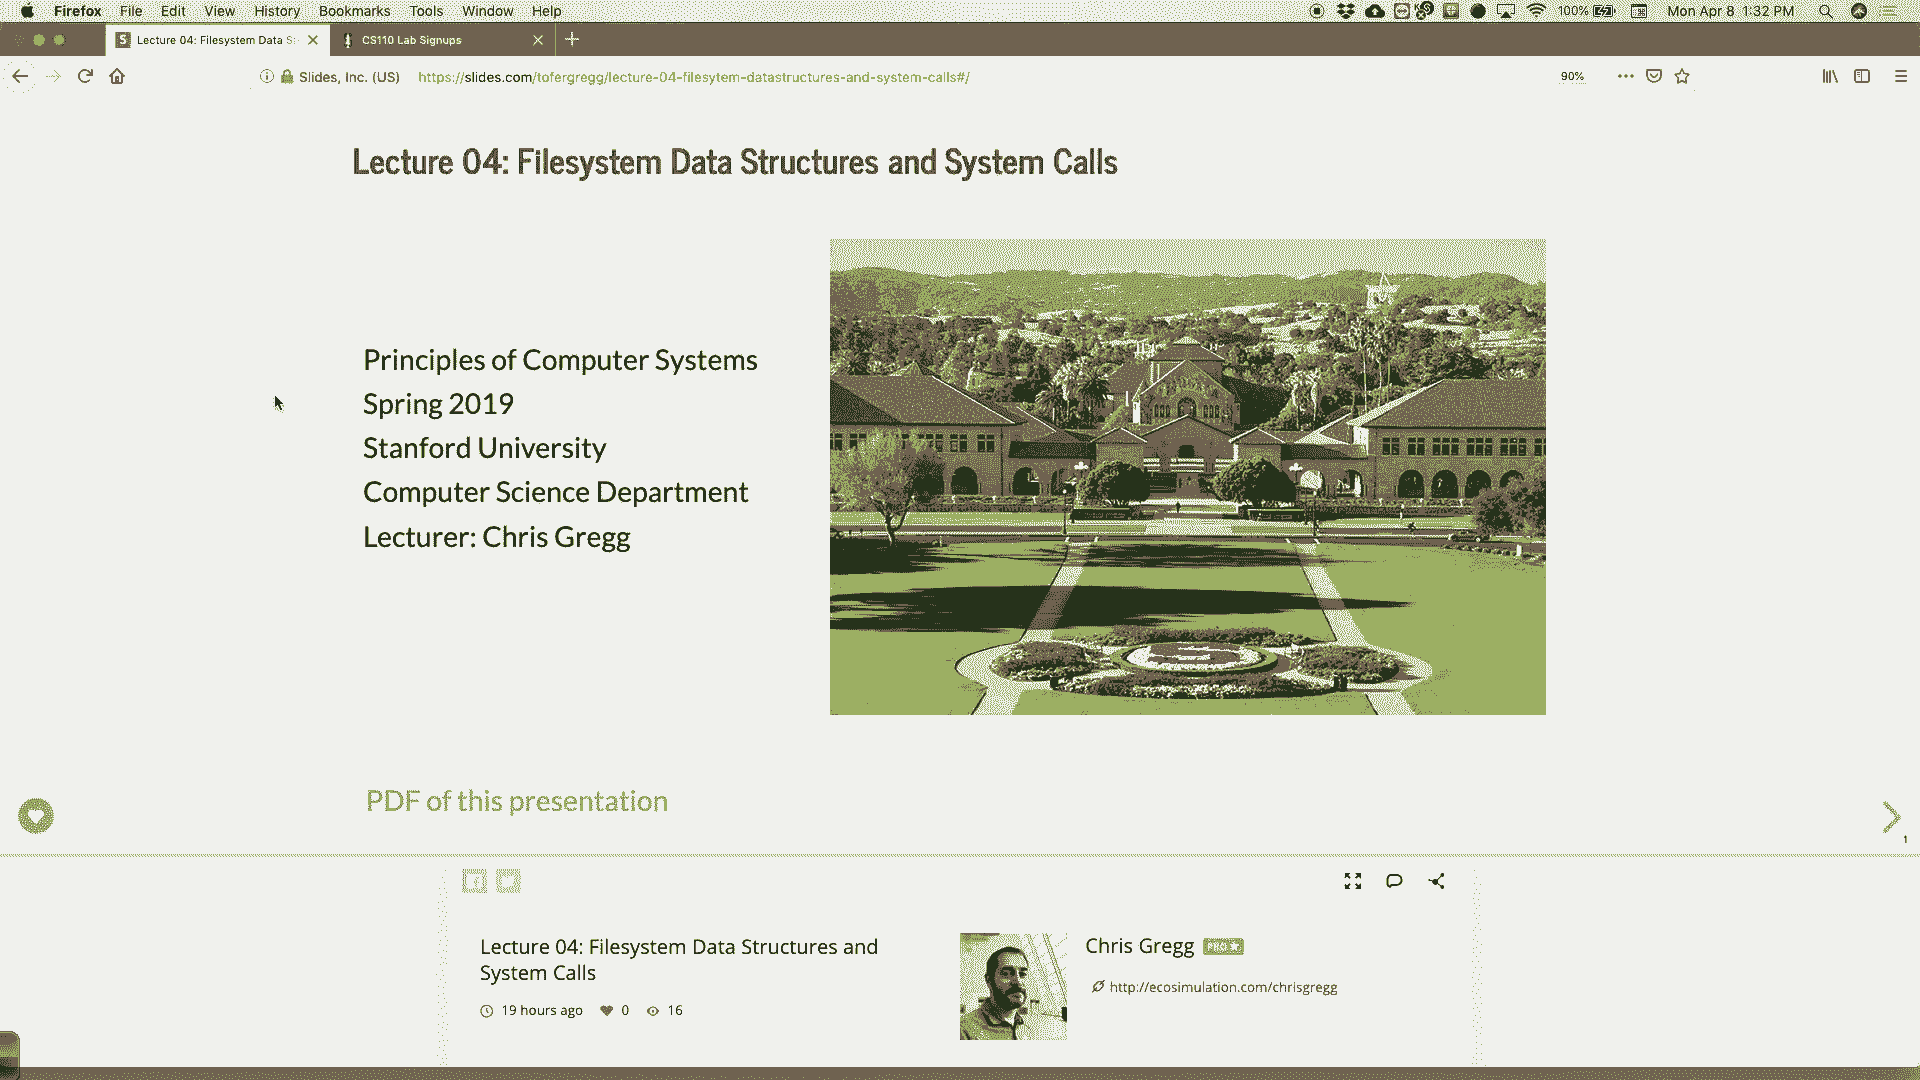 Firefox File Edit View History Bookmarks Tools Window Help 100% Mon Apr 8 1:32 PM
S Lecture 04: Filesystem Data S CS110 Lab Signups
Slides, Inc. (US) https://slides.com/tofergregg/lecture-04-filesytem-datastructures-and-system-calls#/ 90%
Lecture 04: Filesystem Data Structures and System Calls
Principles of Computer Systems
Spring 2019
Stanford University
Computer Science Department
Lecturer: Chris Gregg
PDF of this presentation
1
Lecture 04: Filesystem Data Structures and
System Calls
19 hours ago 0 16
Chris Gregg PRO
http://ecosimulation.com/chrisgregg